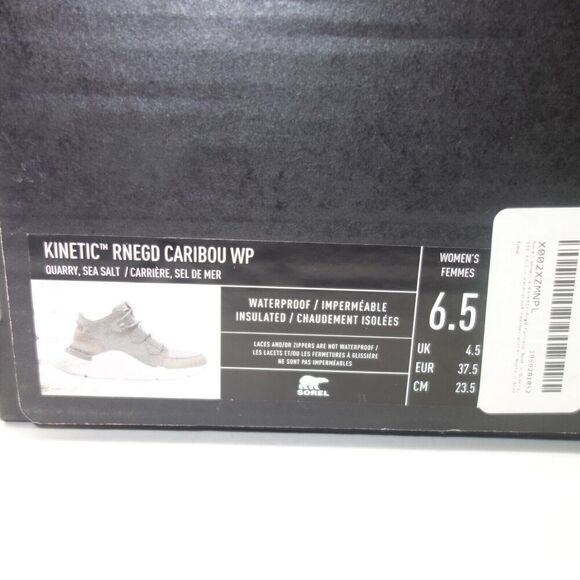 KINETIC™ RNEGD CARIBOU WP
QUARRY, SEA SALT / CARRIÈRE, SEL DE MER
WATERPROOF / IMPERMÉABLE
INSULATED / CHAUDEMENT ISOLÉES
LACES AND/OR ZIPPERS ARE NOT WATERPROOF /
LES LACETS ET/OU LES FERMETURES À GLISSIÈRE
NE SONT PAS IMPERMÉABLES
SOREL
WOMEN'S
FEMMES
6.5
UK 4.5
EUR 37.5
CM 23.5
X002XZMNPL